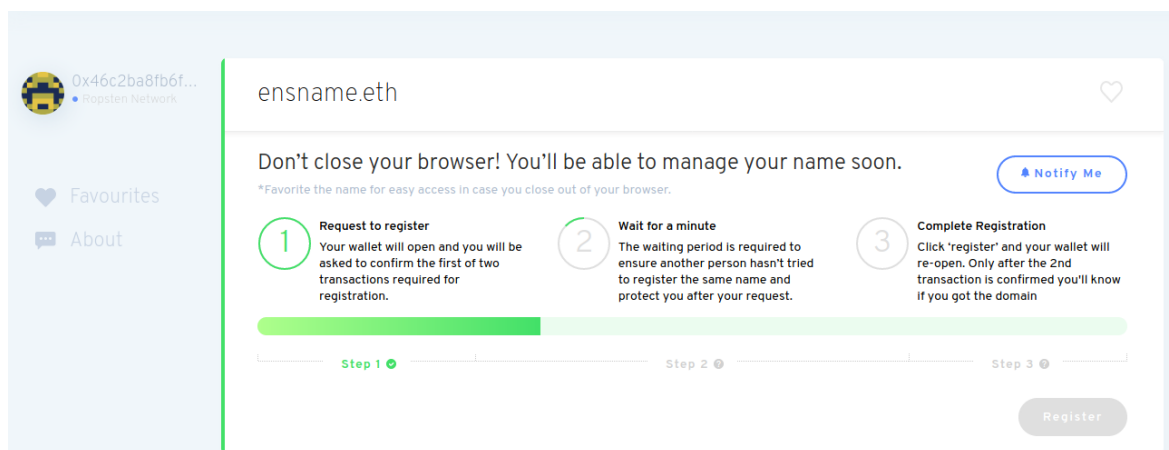 0x46c2ba8fb6f...
Ropsten Network
Favourites
About
ensname.eth
Don't close your browser! You'll be able to manage your name soon.
*Favorite the name for easy access in case you close out of your browser.
Notify Me
1
Request to register
Your wallet will open and you will be
asked to confirm the first of two
transactions required for
registration.
2
Wait for a minute
The waiting period is required to
ensure another person hasn't tried
to register the same name and
protect you after your request.
3
Complete Registration
Click ‘register’ and your wallet will
re-open. Only after the 2nd
transaction is confirmed you'll know
if you got the domain
Step 1
Step 2
Step 3
Register